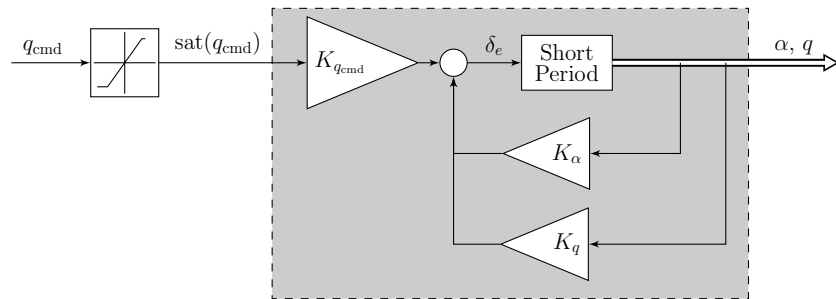 q_cmd
sat(q_cmd)
K_q_cmd
δ_e
Short
Period
α, q
K_α
K_q